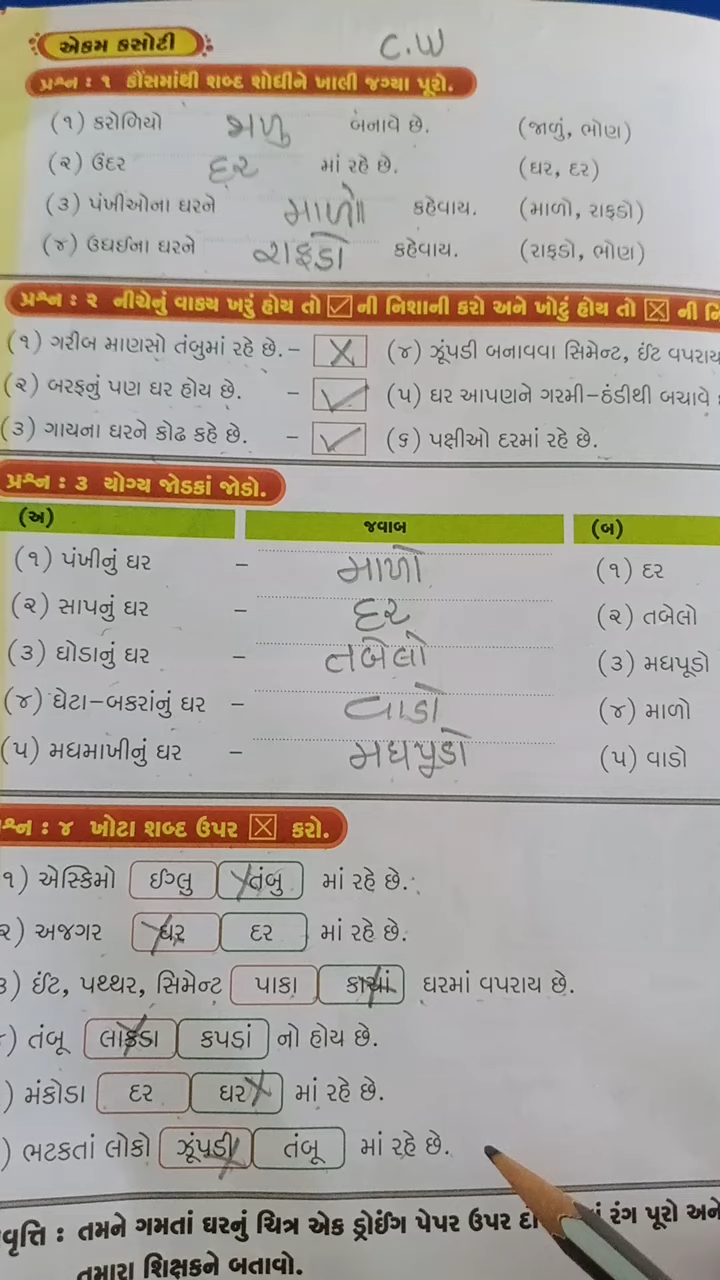 એકમ કસોટી C.W
પ્રશ્ન : ૧ કૌંસમાંથી શબ્દ શોધીને ખાલી જગ્યા પૂરો.
(૧) કરોળિયો જાળુ બનાવે છે. (જાળું, ભોણ)
(૨) ઉંદર દર માં રહે છે. (ઘર, દર)
(૩) પંખીઓના ઘરને માળો કહેવાય. (માળો, રાફડો)
(૪) ઉધઈના ઘરને રાફડો કહેવાય. (રાફડો, ભોણ)
પ્રશ્ન : ૨ નીચેનું વાક્ય ખરું હોય તો ☑ ની નિશાની કરો અને ખોટું હોય તો ☒ ની નિ
(૧) ગરીબ માણસો તંબુમાં રહે છે. – ☒ (૪) ઝૂંપડી બનાવવા સિમેન્ટ, ઈંટ વપરાય
(૨) બરફનું પણ ઘર હોય છે. – ☑ (૫) ઘર આપણને ગરમી–ઠંડીથી બચાવે
(૩) ગાયના ઘરને કોઢ કહે છે. – ☑ (૬) પક્ષીઓ દરમાં રહે છે.
પ્રશ્ન : ૩ યોગ્ય જોડકાં જોડો.
(અ) જવાબ (બ)
(૧) પંખીનું ઘર – માળો (૧) દર
(૨) સાપનું ઘર – દર (૨) તબેલો
(૩) ઘોડાનું ઘર – તબેલો (૩) મધપૂડો
(૪) ઘેટા–બકરાંનું ઘર – વાડો (૪) માળો
(૫) મધમાખીનું ઘર – મધપૂડો (૫) વાડો
શ્ન : ૪ ખોટા શબ્દ ઉપર ☒ કરો.
૧) એસ્કિમો ઈગ્લુ તંબુ માં રહે છે.
૨) અજગર ઘર દર માં રહે છે.
૩) ઈંટ, પથ્થર, સિમેન્ટ પાકા કાચાં ઘરમાં વપરાય છે.
) તંબૂ લાકડા કપડાં નો હોય છે.
) મંકોડા દર ઘર માં રહે છે.
) ભટકતાં લોકો ઝૂંપડી તંબૂ માં રહે છે.
વૃત્તિ : તમને ગમતાં ઘરનું ચિત્ર એક ડ્રોઈંગ પેપર ઉપર દો રંગ પૂરો અને
તમારા શિક્ષકને બતાવો.